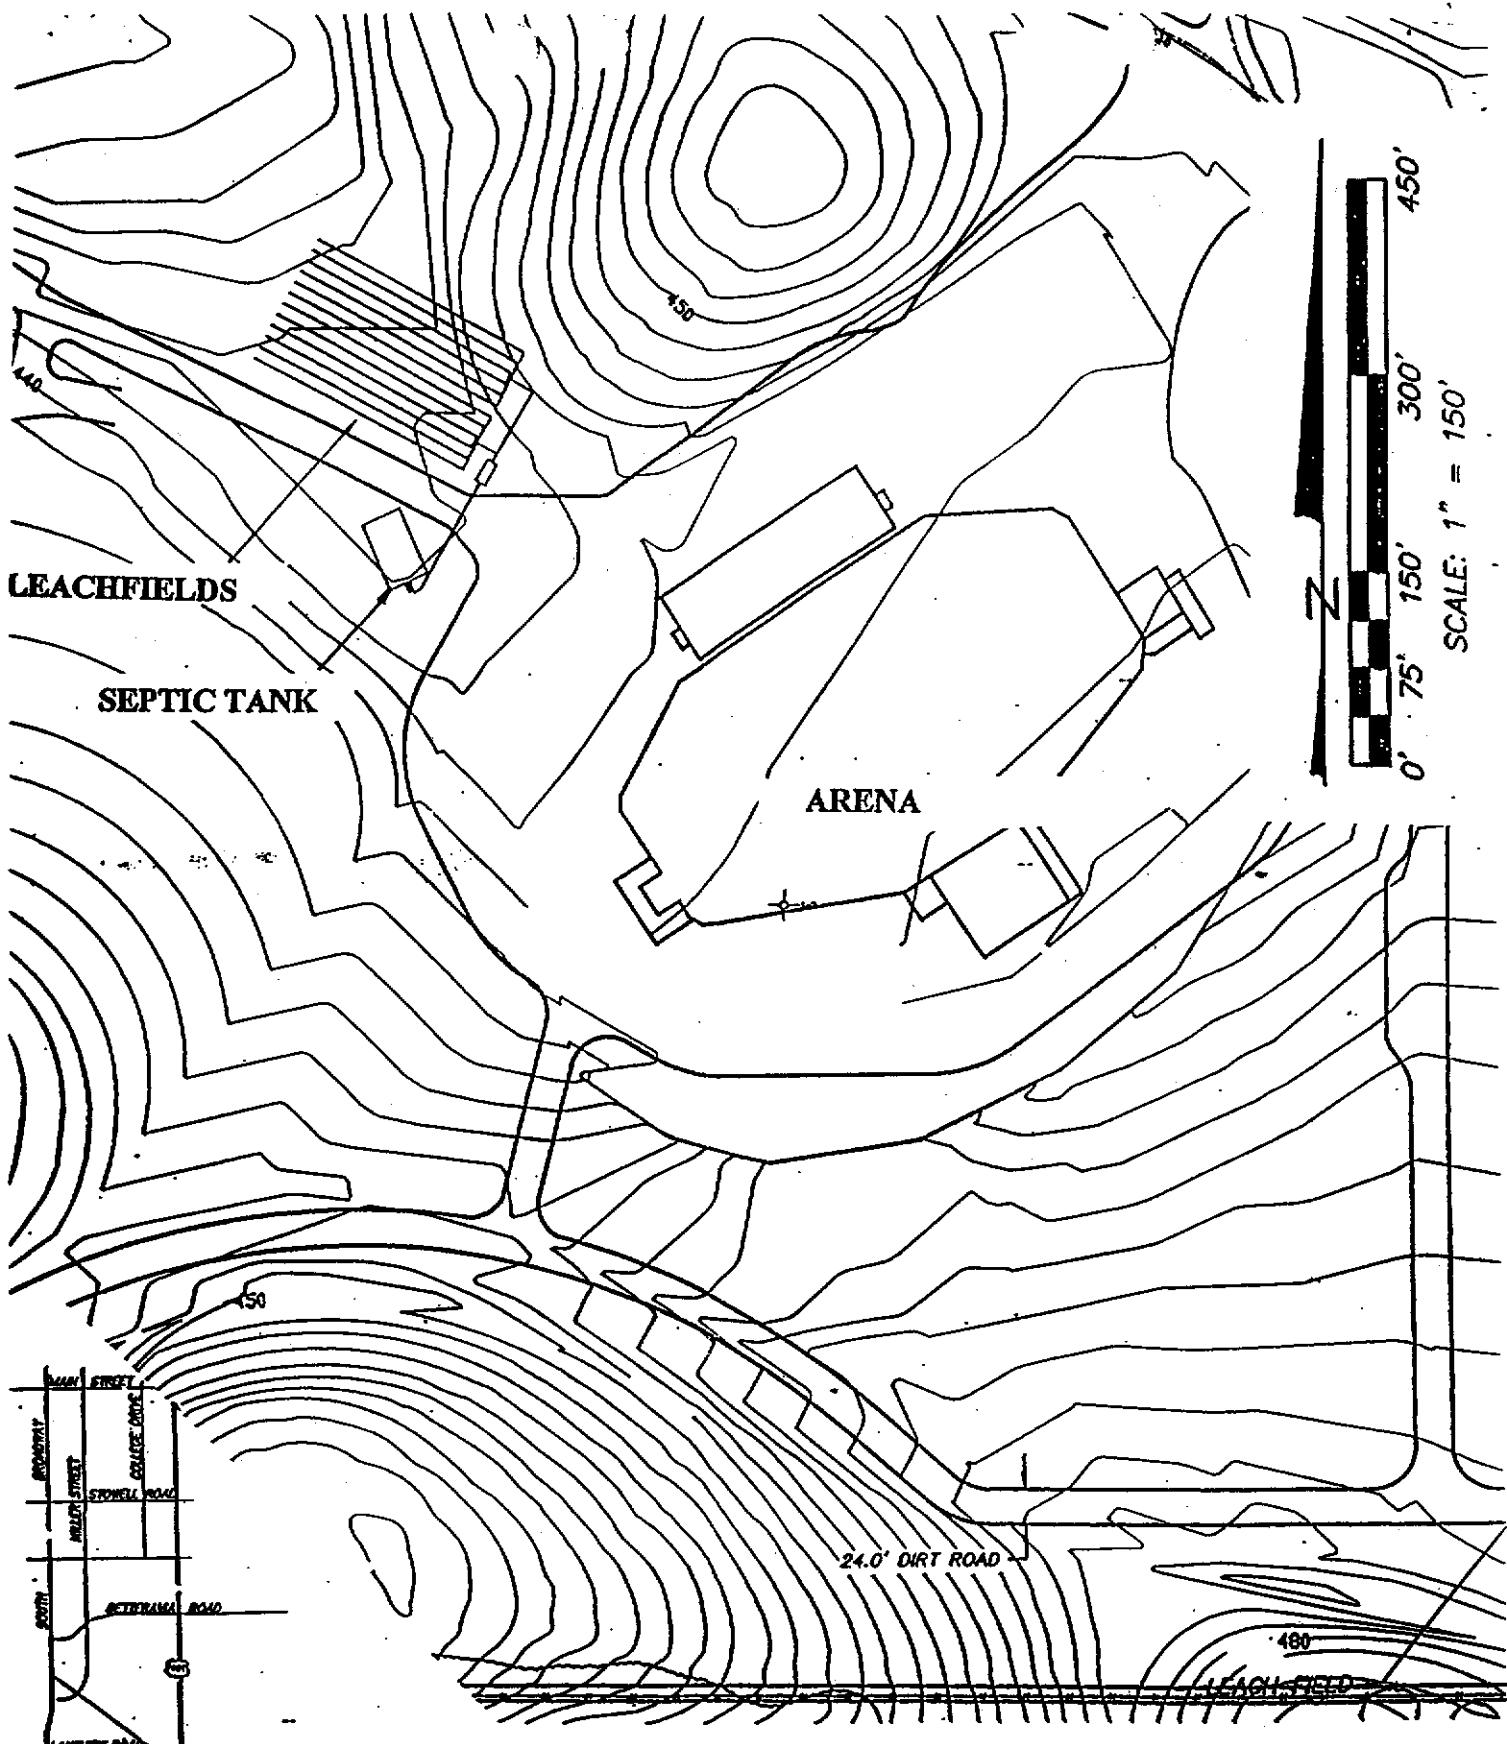 450
440
LEACHFIELDS
SEPTIC TANK
ARENA
450'
300'
150'
75'
0'
SCALE: 1" = 150'
N
450
MAIN STREET
BROADWAY
MILLER STREET
COLLEGE DRIVE
STOWELL ROAD
SOUTH
BETTERAVIA ROAD
24.0' DIRT ROAD
480
LEACH FIELD